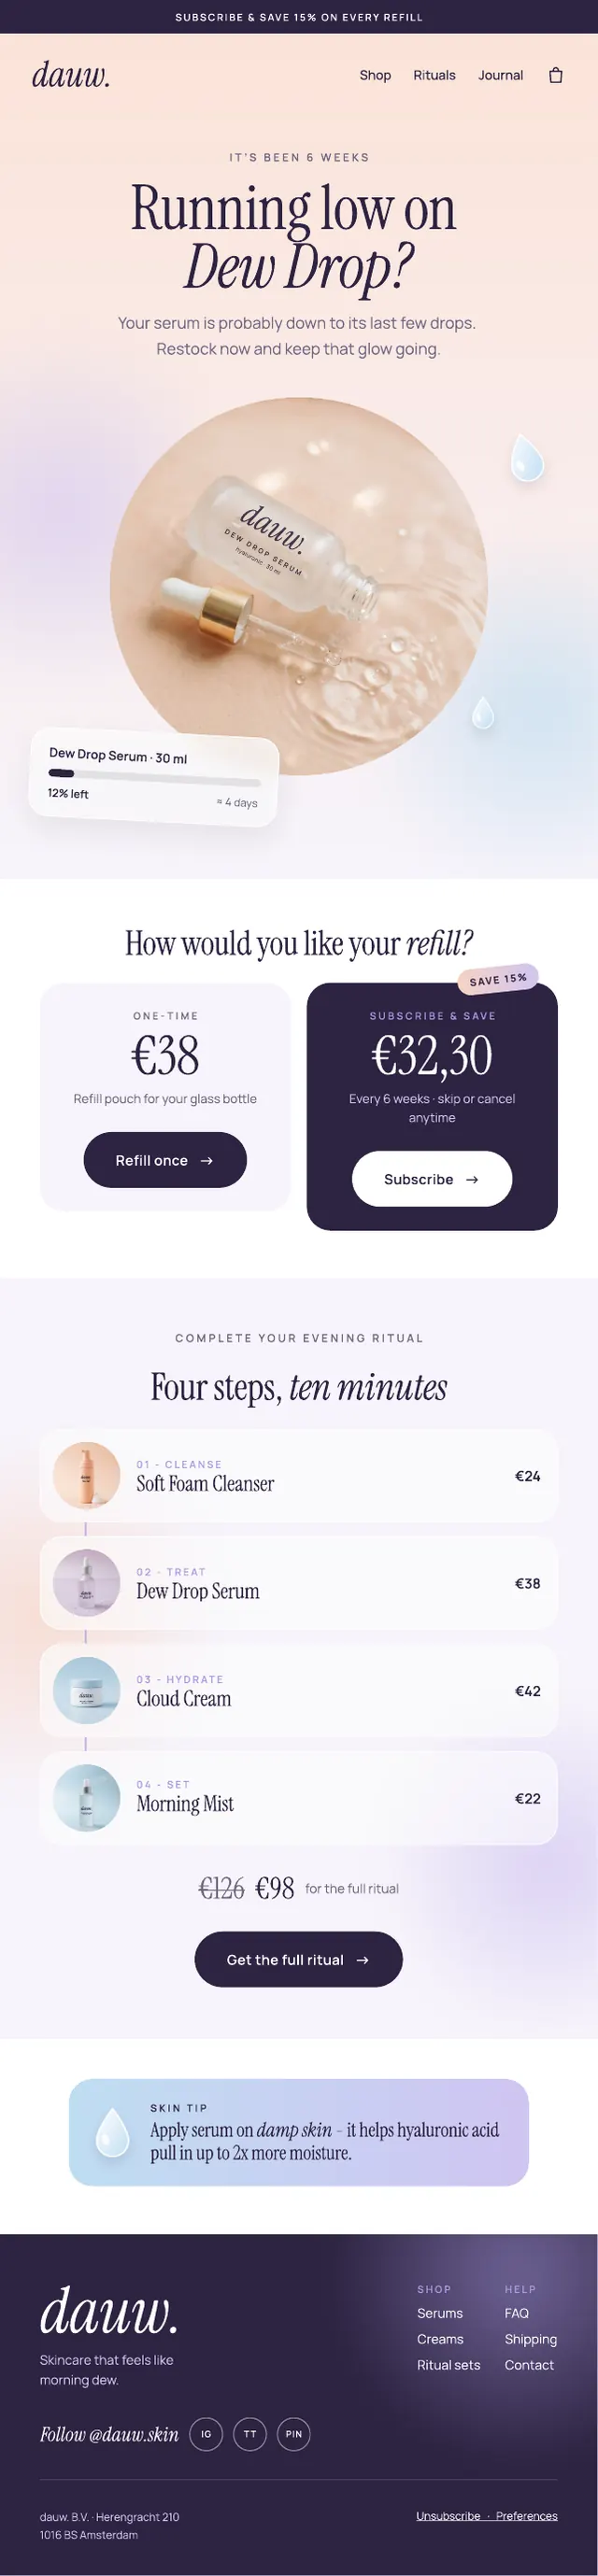 SUBSCRIBE & SAVE 15% ON EVERY REFILL
dauw.
Shop
Rituals
Journal
IT'S BEEN 6 WEEKS
Running low on
Dew Drop?
Your serum is probably down to its last few drops.
Restock now and keep that glow going.
dauw.
DEW DROP SERUM
hyaluronic · 30 ml
Dew Drop Serum · 30 ml
12% left
≈ 4 days
How would you like your refill?
ONE-TIME
€38
Refill pouch for your glass bottle
Refill once →
SAVE 15%
SUBSCRIBE & SAVE
€32,30
Every 6 weeks · skip or cancel
anytime
Subscribe →
COMPLETE YOUR EVENING RITUAL
Four steps, ten minutes
01 - CLEANSE
Soft Foam Cleanser
€24
02 - TREAT
Dew Drop Serum
€38
03 - HYDRATE
dauw.
Cloud Cream
€42
04 - SET
Morning Mist
€22
€126 €98 for the full ritual
Get the full ritual →
SKIN TIP
Apply serum on damp skin - it helps hyaluronic acid
pull in up to 2x more moisture.
dauw.
Skincare that feels like
morning dew.
Follow @dauw.skin
IG
TT
PIN
SHOP
Serums
Creams
Ritual sets
HELP
FAQ
Shipping
Contact
dauw. B.V. · Herengracht 210
1016 BS Amsterdam
Unsubscribe · Preferences